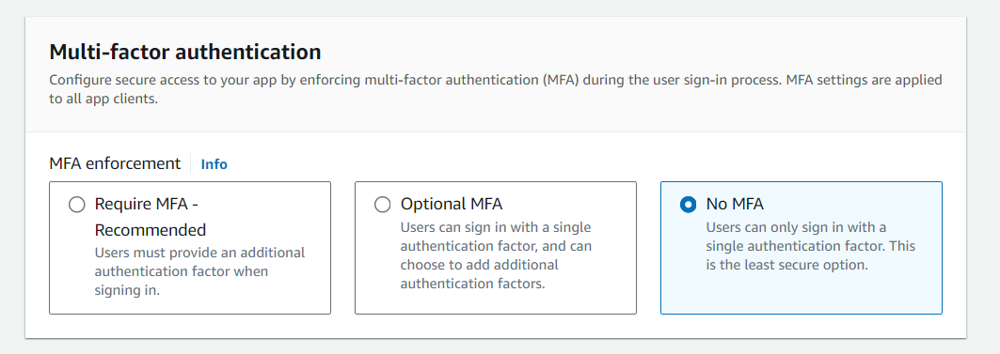 Multi-factor authentication
Configure secure access to your app by enforcing multi-factor authentication (MFA) during the user sign-in process. MFA settings are applied
to all app clients.
MFA enforcement Info
Require MFA -
Recommended
Users must provide an additional
authentication factor when
signing in.
Optional MFA
Users can sign in with a single
authentication factor, and can
choose to add additional
authentication factors.
No MFA
Users can only sign in with a
single authentication factor. This
is the least secure option.